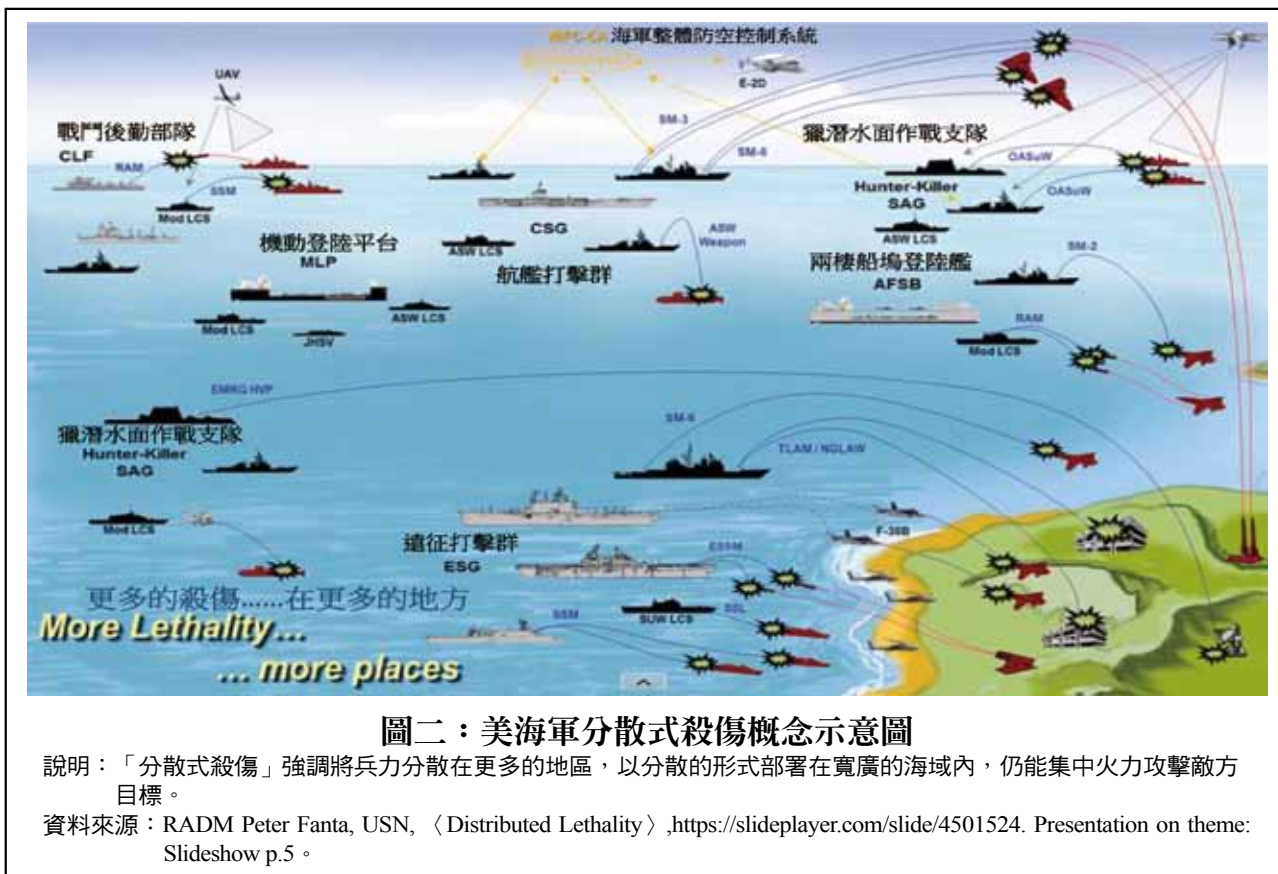 海軍整體防空控制系統
E-2D
UAV
戰鬥後勤部隊
CLF
RAM
SSM
Mod LCS
SM-3
SM-6
獵潛水面作戰支隊
Hunter-Killer
SAG
OASuW
OASuW
ASW LCS
CSG
ASW LCS
航艦打擊群
ASW
Weapon
機動登陸平台
MLP
Mod LCS
JHSV
ASW LCS
兩棲船塢登陸艦
AFSB
SM-2
RAM
Mod LCS
EMRG HVP
獵潛水面作戰支隊
Hunter-Killer
SAG
Mod LCS
SM-6
TLAM / NGLAW
F-35B
遠征打擊群
ESG
ESSM
SUW LCS
SSL
SSM
更多的殺傷......在更多的地方
More Lethality...
... more places
圖二：美海軍分散式殺傷概念示意圖
說明：「分散式殺傷」強調將兵力分散在更多的地區，以分散的形式部署在寬廣的海域內，仍能集中火力攻擊敵方
目標。
資料來源：RADM Peter Fanta, USN, 〈Distributed Lethality〉,https://slideplayer.com/slide/4501524. Presentation on theme:
Slideshow p.5。